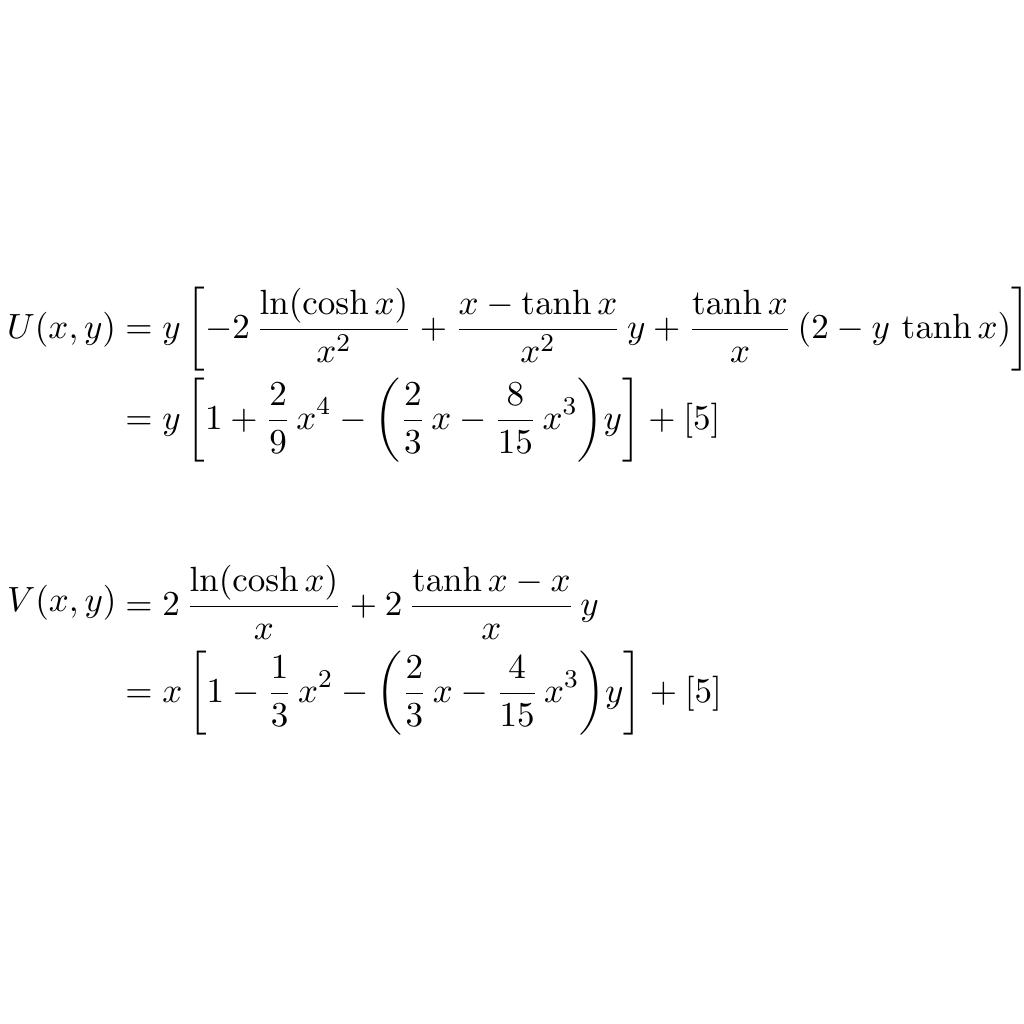 U(x, y) = y [ −2 ln(cosh x)/x² + (x − tanh x)/x² y + tanh x/x (2 − y tanh x) ]
= y [ 1 + 2/9 x⁴ − ( 2/3 x − 8/15 x³ ) y ] + [5]
V(x, y) = 2 ln(cosh x)/x + 2 (tanh x − x)/x y
= x [ 1 − 1/3 x² − ( 2/3 x − 4/15 x³ ) y ] + [5]